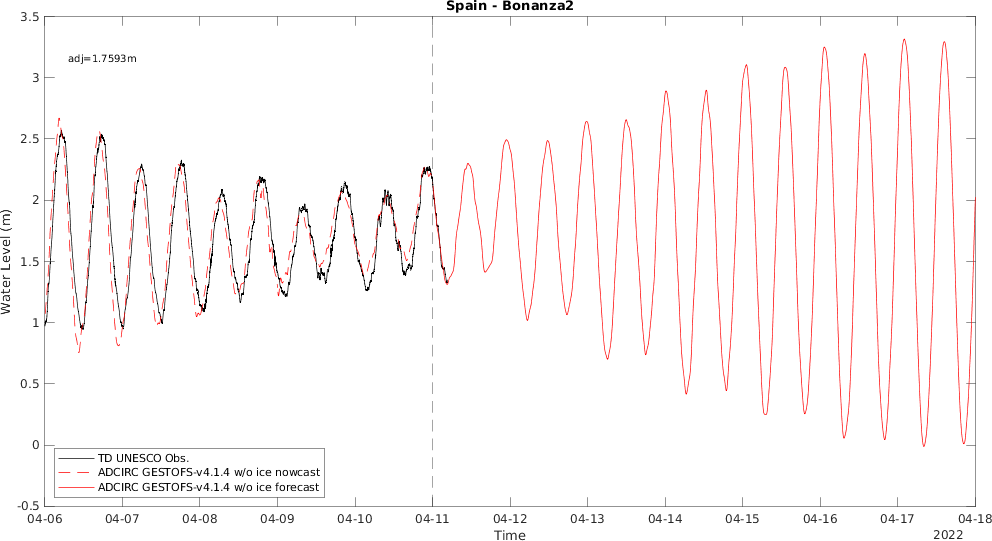 Spain - Bonanza2
3.5
adj=1.7593m
3
2.5
2
1.5
1
0.5
0
-0.5
Water Level (m)
TD UNESCO Obs.
ADCIRC GESTOFS-v4.1.4 w/o ice nowcast
ADCIRC GESTOFS-v4.1.4 w/o ice forecast
04-06 04-07 04-08 04-09 04-10 04-11 04-12 04-13 04-14 04-15 04-16 04-17 04-18
Time
2022